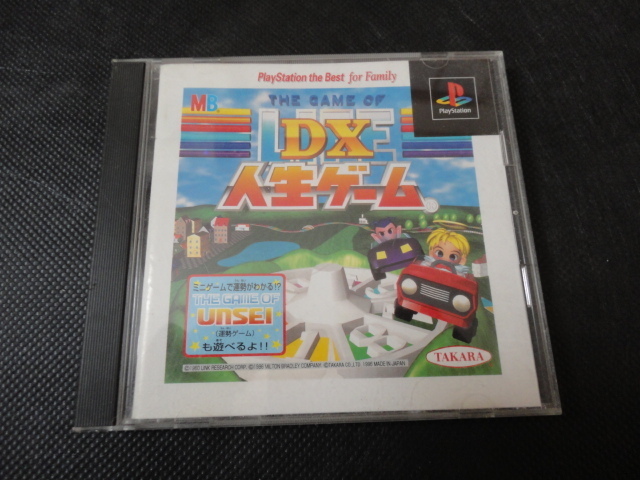 PlayStation the Best for Family
PlayStation
MB
THE GAME OF
LIFE
DX
人生ゲーム
ミニゲームで運勢がわかる!?
THE GAME OF
UNSEI
(運勢ゲーム)
も遊べるよ!!
TAKARA